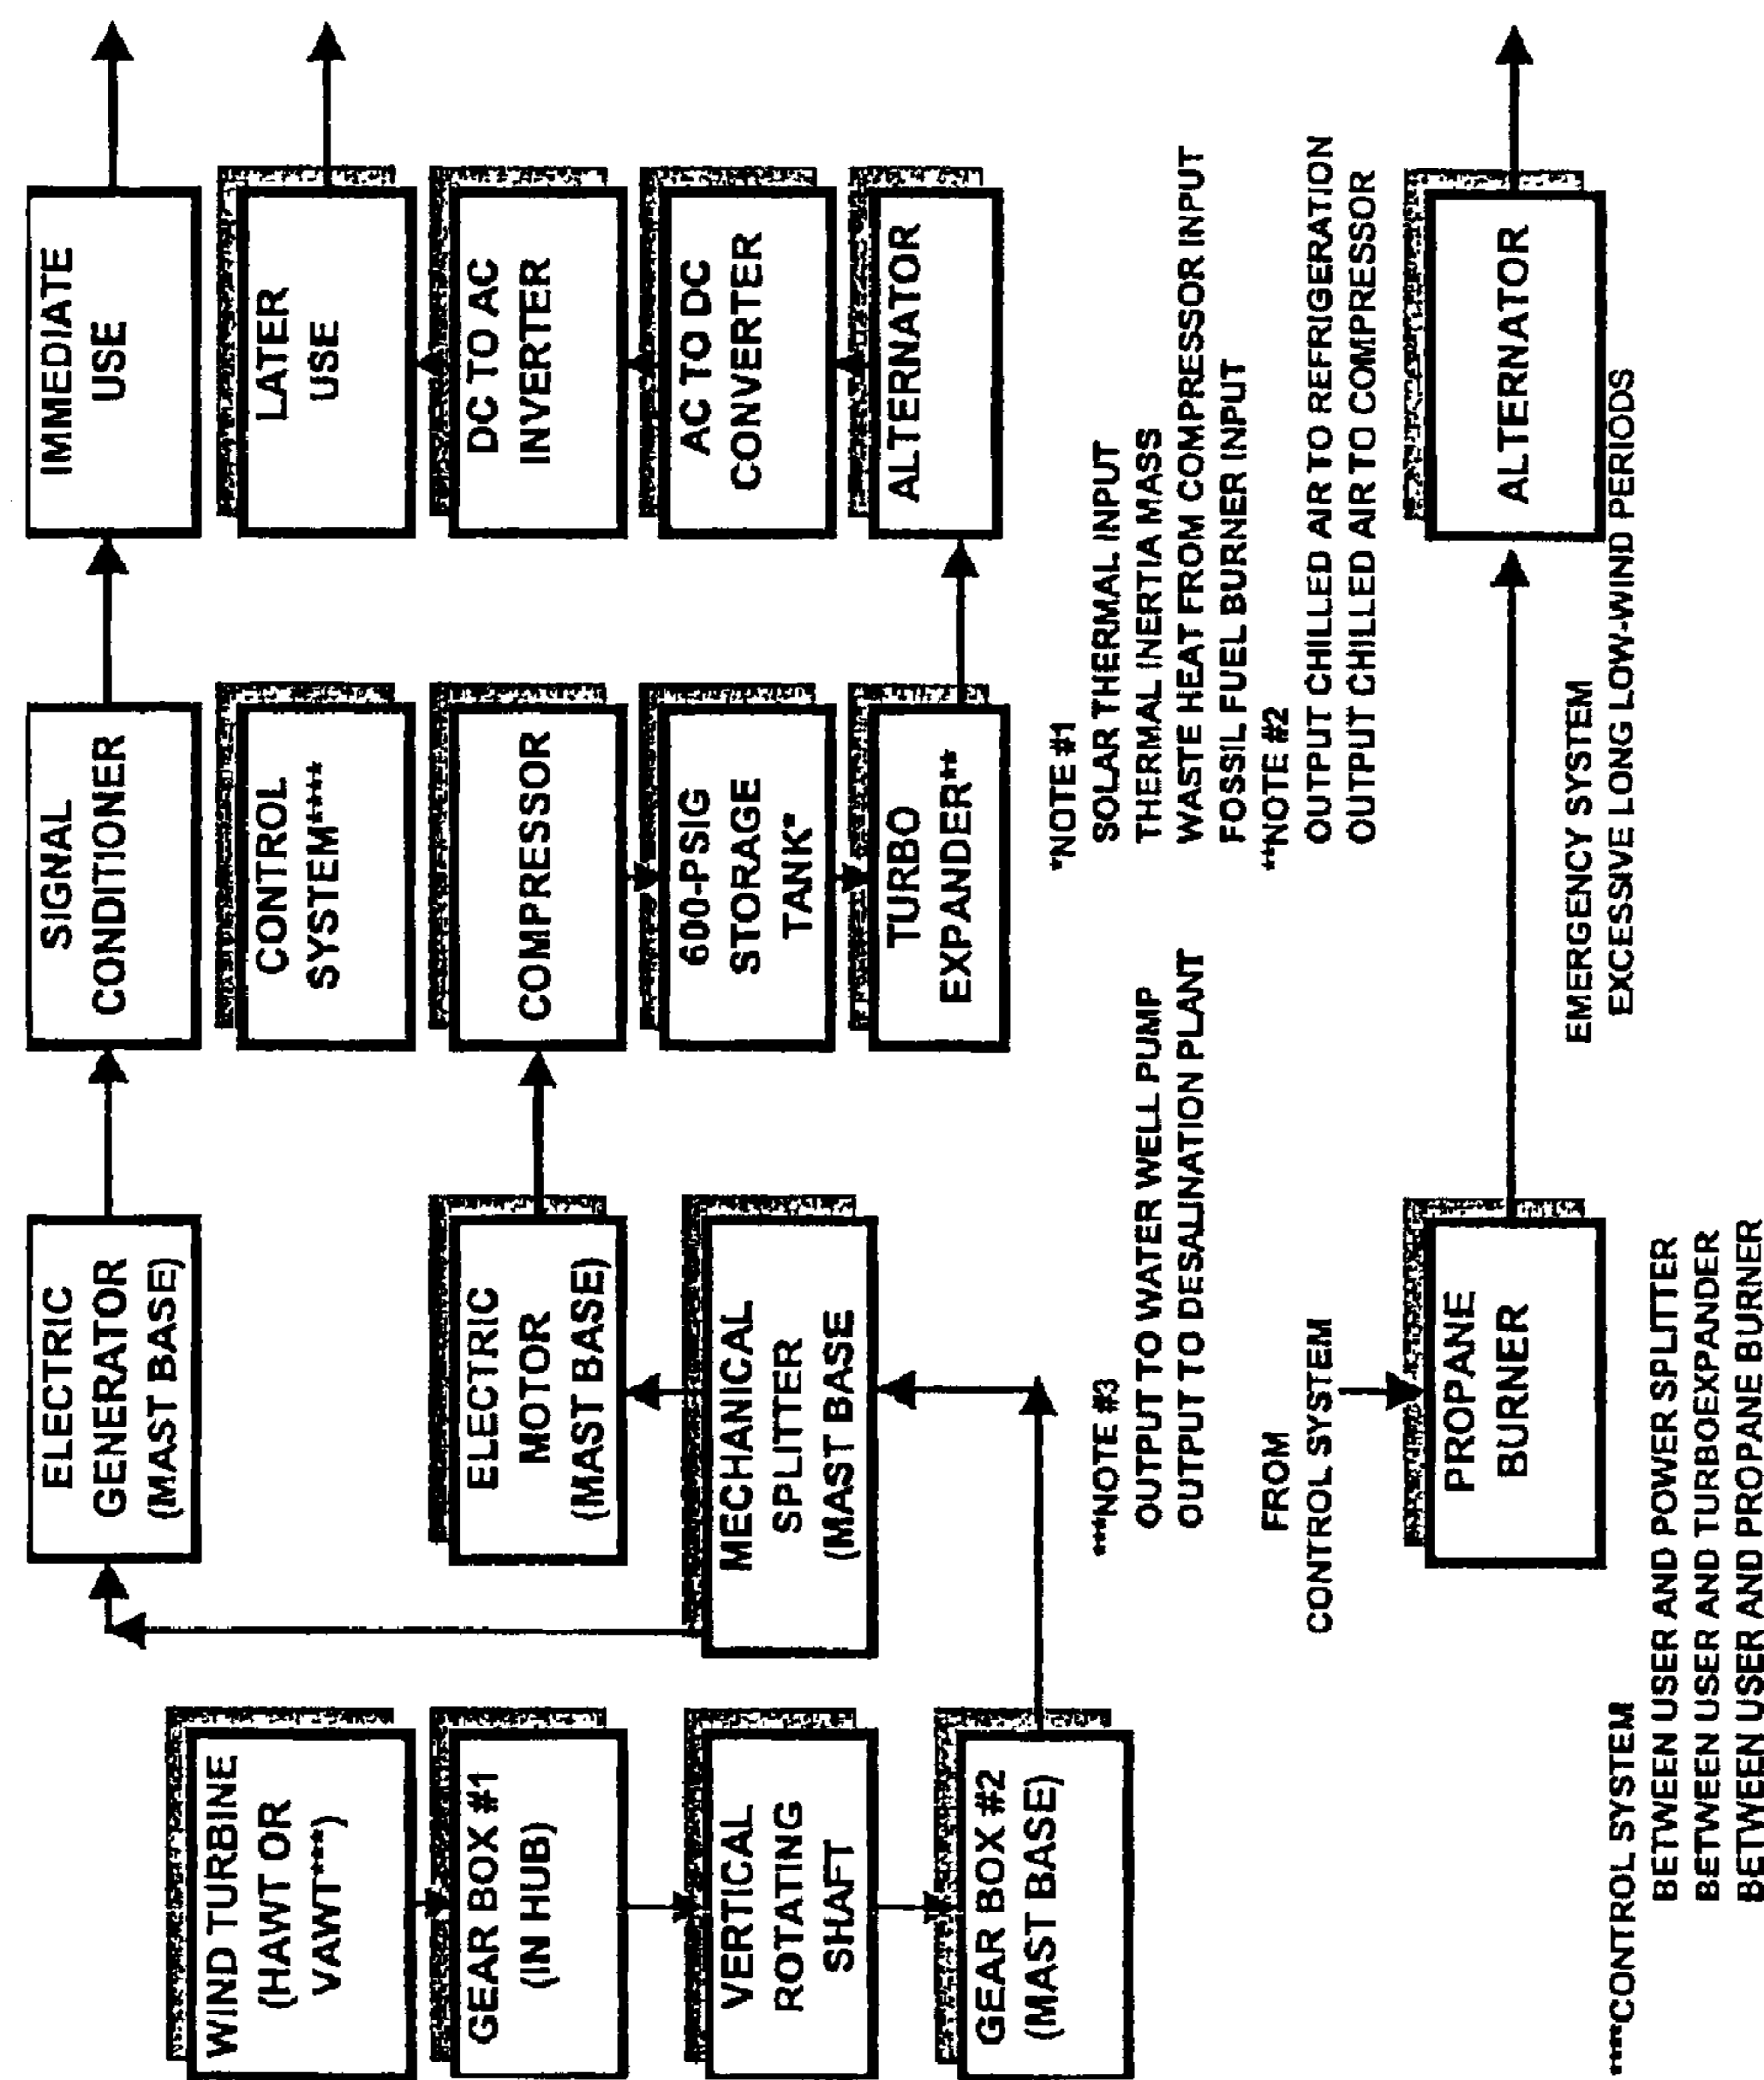 WIND TURBINE
(HAWT OR
VAWT***)
GEAR BOX #1
(IN HUB)
VERTICAL
ROTATING
SHAFT
GEAR BOX #2
(MAST BASE)
ELECTRIC
GENERATOR
(MAST BASE)
ELECTRIC
MOTOR
(MAST BASE)
MECHANICAL
SPLITTER
(MAST BASE)
SIGNAL
CONDITIONER
CONTROL
SYSTEM****
COMPRESSOR
600-PSIG
STORAGE
TANK*
TURBO
EXPANDER**
IMMEDIATE
USE
LATER
USE
DC TO AC
INVERTER
AC TO DC
CONVERTER
ALTERNATOR
*NOTE #1
SOLAR THERMAL INPUT
THERMAL INERTIA MASS
WASTE HEAT FROM COMPRESSOR INPUT
FOSSIL FUEL BURNER INPUT
**NOTE #2
OUTPUT CHILLED AIR TO REFRIGERATION
OUTPUT CHILLED AIR TO COMPRESSOR
***NOTE #3
OUTPUT TO WATER WELL PUMP
OUTPUT TO DESALINATION PLANT
FROM
CONTROL SYSTEM
PROPANE
BURNER
ALTERNATOR
EMERGENCY SYSTEM
EXCESSIVE LONG LOW-WIND PERIODS
****CONTROL SYSTEM
BETWEEN USER AND POWER SPLITTER
BETWEEN USER AND TURBOEXPANDER
BETWEEN USER AND PROPANE BURNER